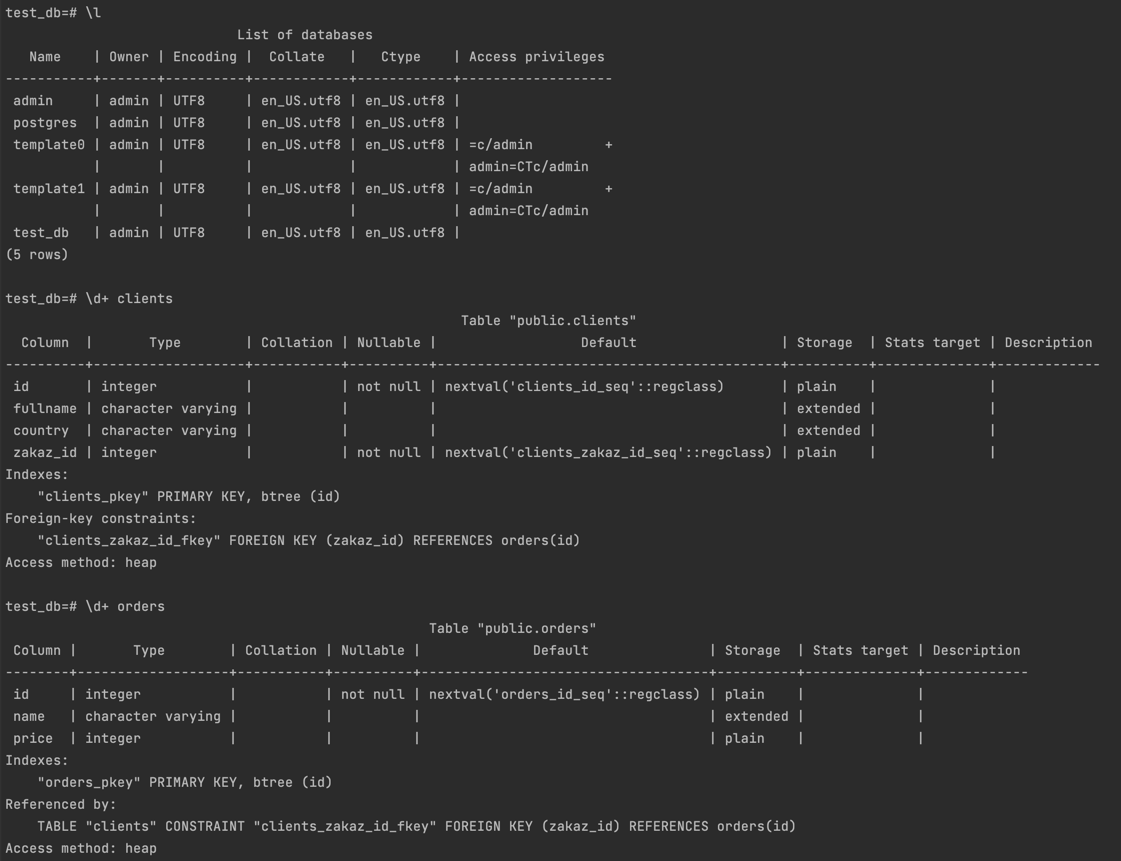 test_db=# \l
                             List of databases
   Name    | Owner | Encoding |  Collate   |   Ctype    | Access privileges
-----------+-------+----------+------------+------------+-------------------
 admin     | admin | UTF8     | en_US.utf8 | en_US.utf8 |
 postgres  | admin | UTF8     | en_US.utf8 | en_US.utf8 |
 template0 | admin | UTF8     | en_US.utf8 | en_US.utf8 | =c/admin         +
           |       |          |            |            | admin=CTc/admin
 template1 | admin | UTF8     | en_US.utf8 | en_US.utf8 | =c/admin         +
           |       |          |            |            | admin=CTc/admin
 test_db   | admin | UTF8     | en_US.utf8 | en_US.utf8 |
(5 rows)

test_db=# \d+ clients
                                                         Table "public.clients"
  Column  |       Type        | Collation | Nullable |                  Default                  | Storage  | Stats target | Description
----------+-------------------+-----------+----------+-------------------------------------------+----------+--------------+-------------
 id       | integer           |           | not null | nextval('clients_id_seq'::regclass)       | plain    |              |
 fullname | character varying |           |          |                                           | extended |              |
 country  | character varying |           |          |                                           | extended |              |
 zakaz_id | integer           |           | not null | nextval('clients_zakaz_id_seq'::regclass) | plain    |              |
Indexes:
    "clients_pkey" PRIMARY KEY, btree (id)
Foreign-key constraints:
    "clients_zakaz_id_fkey" FOREIGN KEY (zakaz_id) REFERENCES orders(id)
Access method: heap

test_db=# \d+ orders
                                                     Table "public.orders"
 Column |       Type        | Collation | Nullable |              Default               | Storage  | Stats target | Description
--------+-------------------+-----------+----------+------------------------------------+----------+--------------+-------------
 id     | integer           |           | not null | nextval('orders_id_seq'::regclass) | plain    |              |
 name   | character varying |           |          |                                    | extended |              |
 price  | integer           |           |          |                                    | plain    |              |
Indexes:
    "orders_pkey" PRIMARY KEY, btree (id)
Referenced by:
    TABLE "clients" CONSTRAINT "clients_zakaz_id_fkey" FOREIGN KEY (zakaz_id) REFERENCES orders(id)
Access method: heap